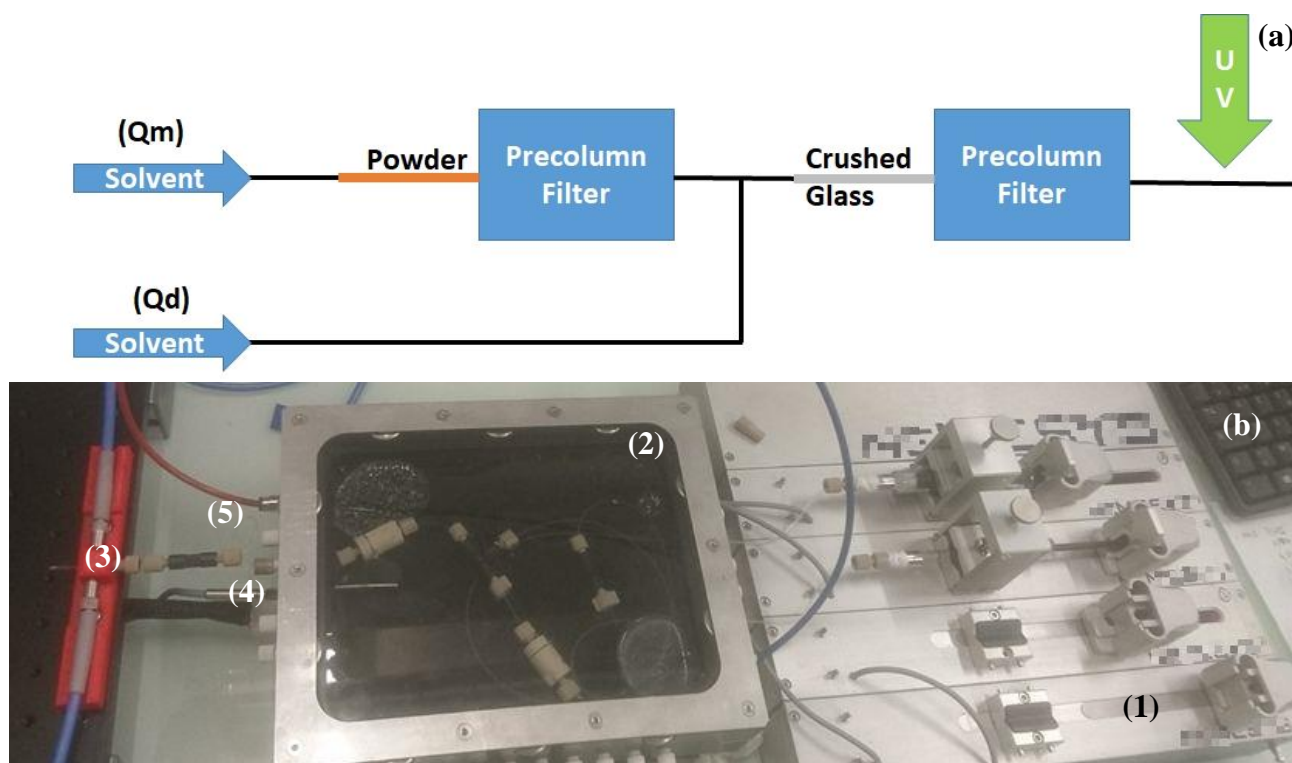 (a)
U
V
(Qm)
Solvent
Powder
Precolumn
Filter
Crushed
Glass
Precolumn
Filter
(Qd)
Solvent
(b)
(2)
(5)
(3)
(4)
(1)